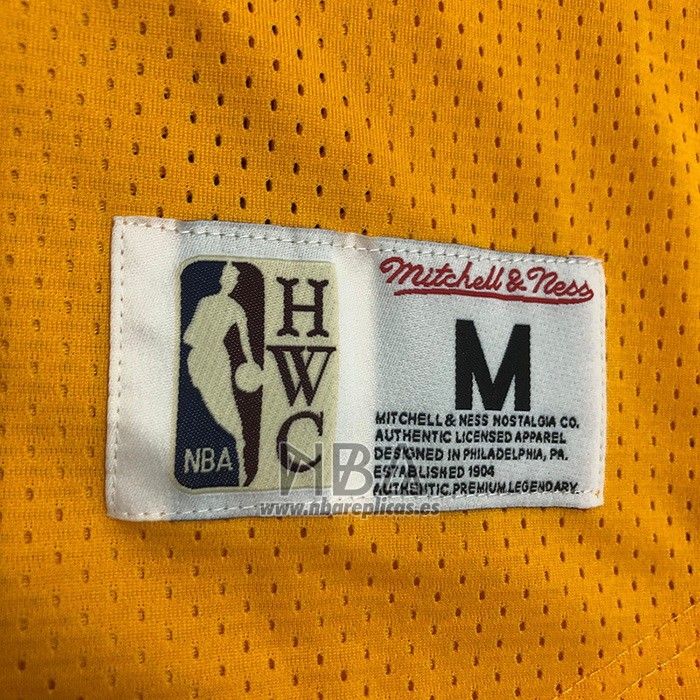 NBA
H
W
C
Mitchell & Ness
M
MITCHELL & NESS NOSTALGIA CO.
AUTHENTIC LICENSED APPAREL
DESIGNED IN PHILADELPHIA, PA.
ESTABLISHED 1904
AUTHENTIC.PREMIUM.LEGENDARY.
NBA
www.nbareplicas.es